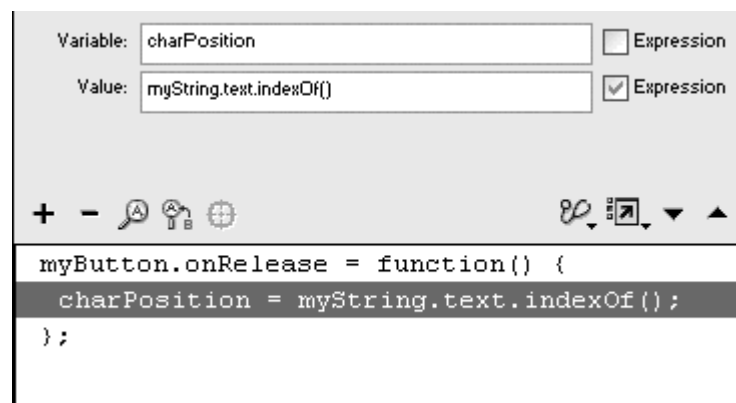 Variable: charPosition Expression
Value: myString.text.indexOf() Expression
myButton.onRelease = function() {
charPosition = myString.text.indexOf();
};